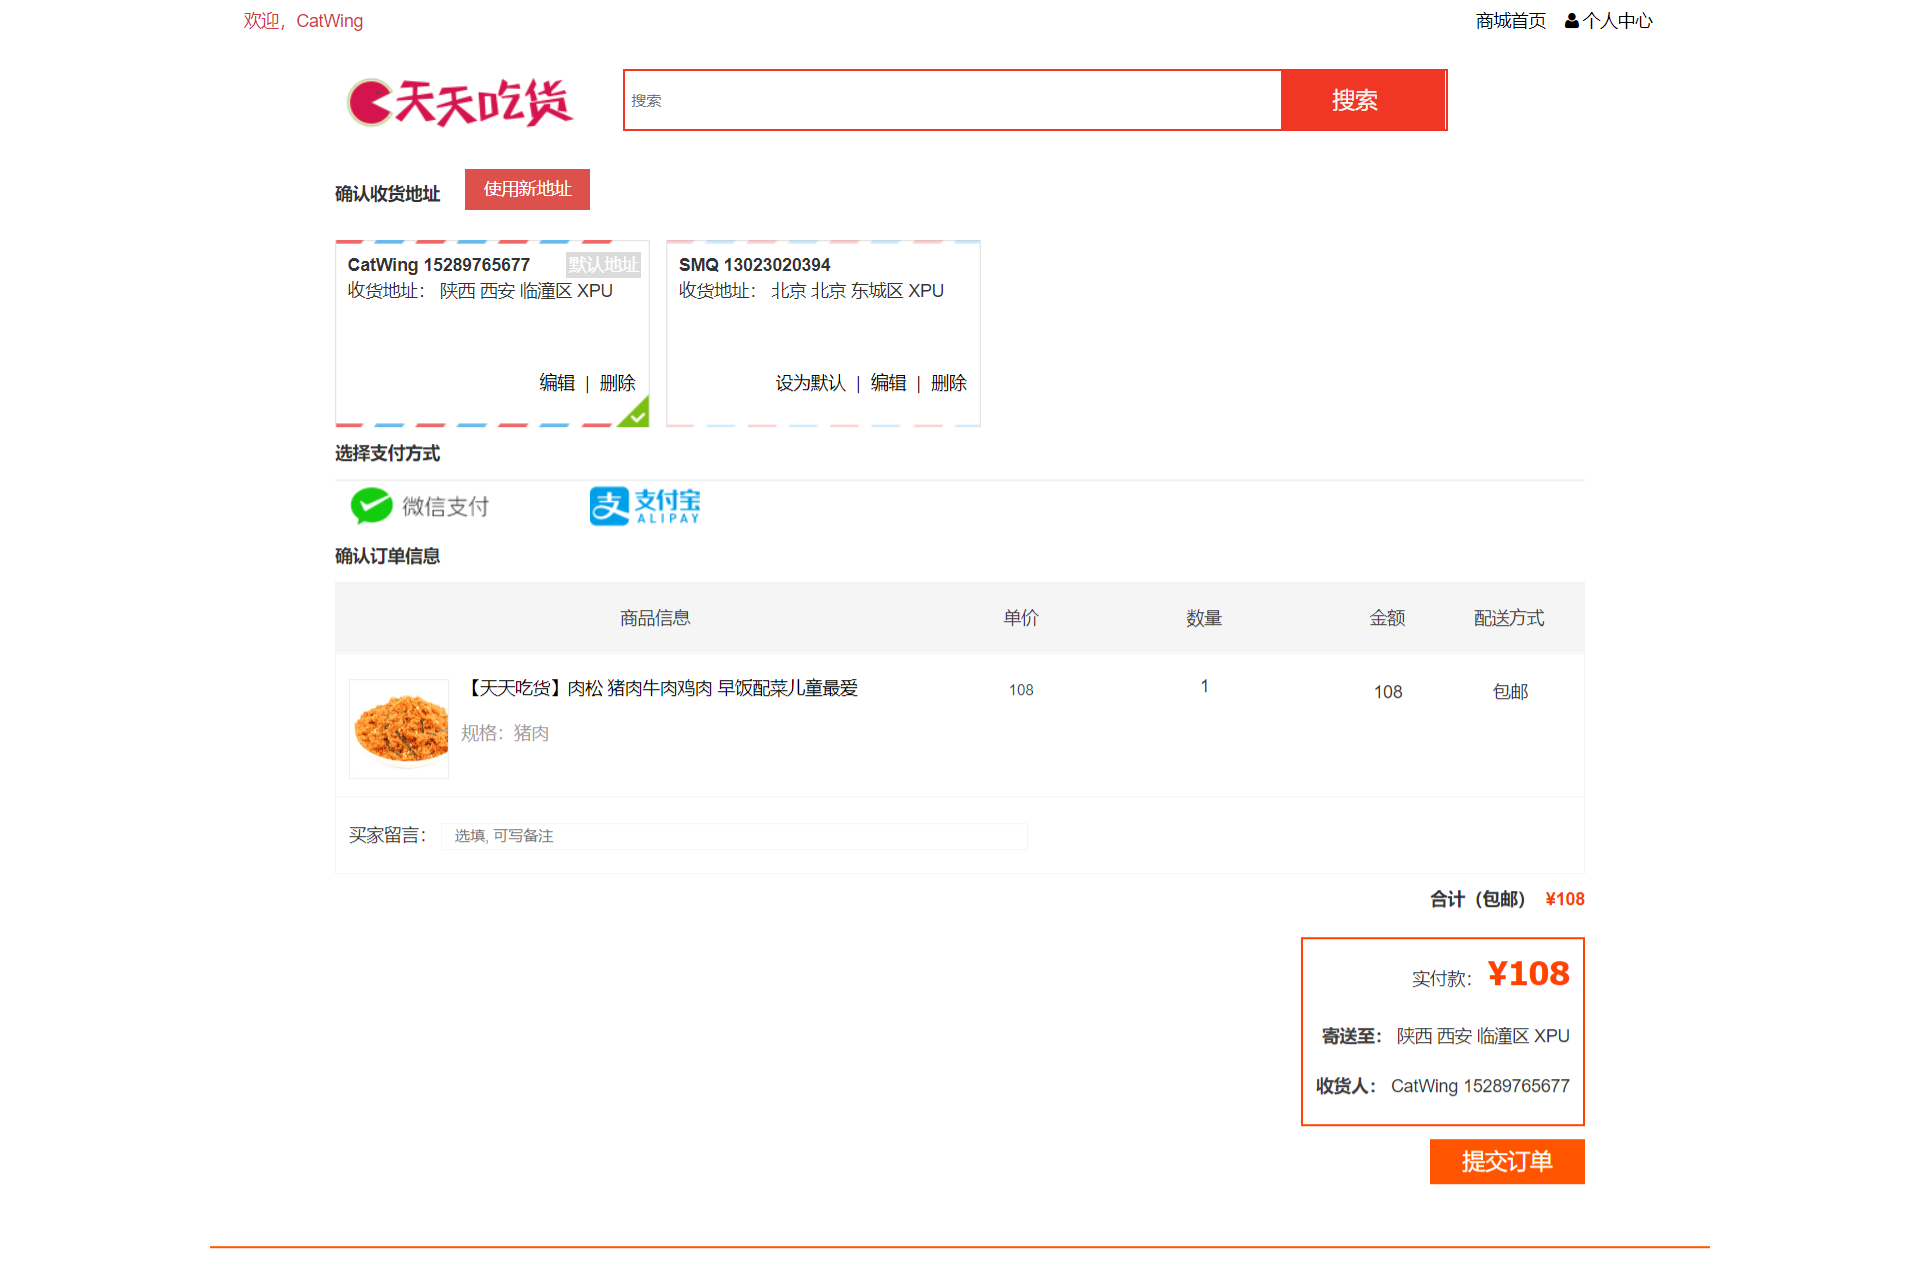 欢迎，CatWing
商城首页 个人中心
天天吃货
搜索 搜索
确认收货地址 使用新地址
CatWing 15289765677 默认地址
收货地址： 陕西 西安 临潼区 XPU
编辑 | 删除
SMQ 13023020394
收货地址： 北京 北京 东城区 XPU
设为默认 | 编辑 | 删除
选择支付方式
微信支付 支付宝
ALIPAY
确认订单信息
商品信息 单价 数量 金额 配送方式
【天天吃货】肉松 猪肉牛肉鸡肉 早饭配菜儿童最爱 108 1 108 包邮
规格：猪肉
买家留言： 选填, 可写备注
合计（包邮） ¥108
实付款： ¥108
寄送至： 陕西 西安 临潼区 XPU
收货人： CatWing 15289765677
提交订单